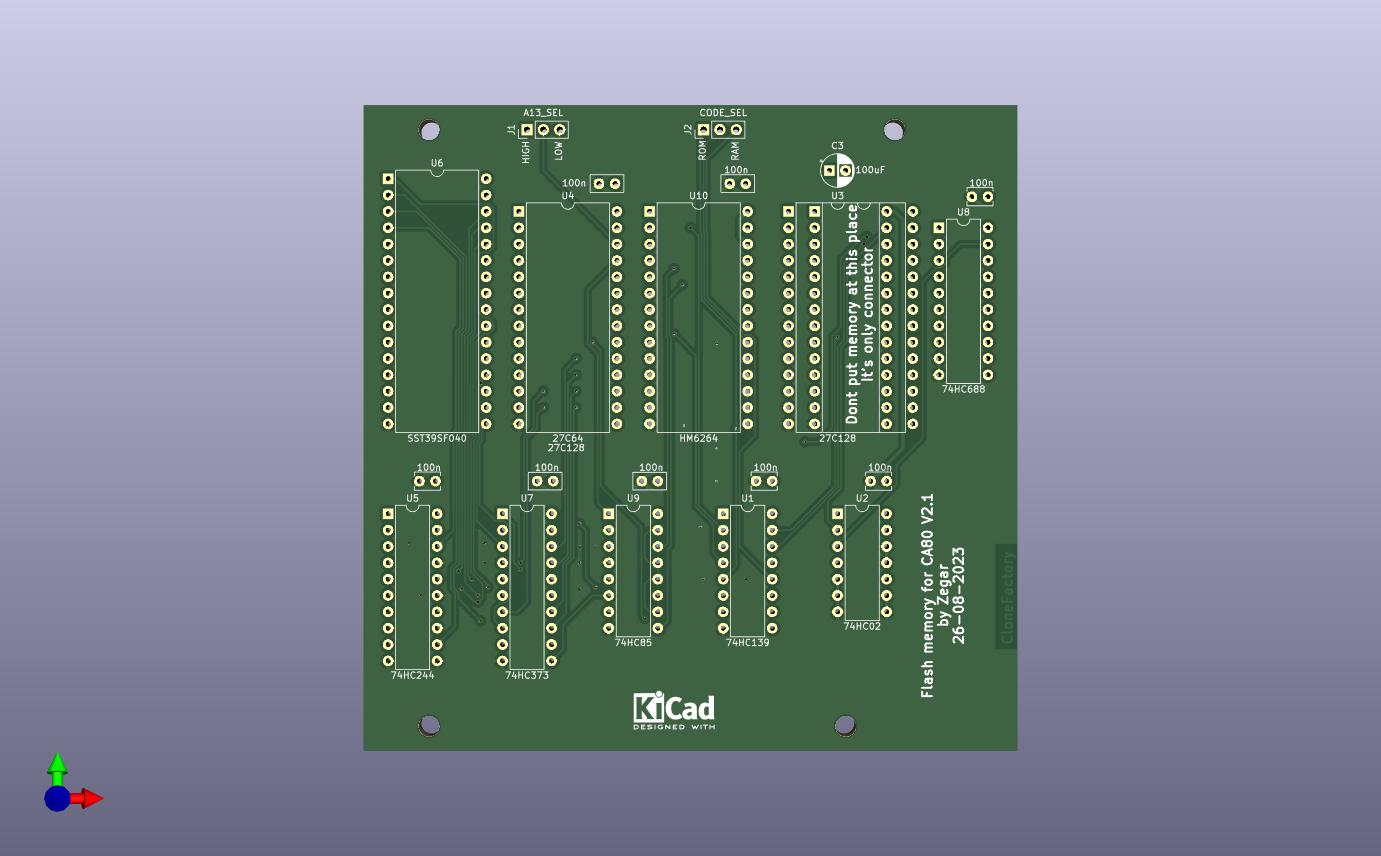 A13_SEL
CODE_SEL
J1
J2
HIGH
LOW
ROM
RAM
C3
100uF
U6
100n
100n
100n
U4
U10
U3
U8
Dont put memory at this place
It's only connector
74HC688
SST39SF040
27C64
27C128
HM6264
27C128
100n
100n
100n
100n
100n
U5
U7
U9
U1
U2
Flash memory for CA80 V2.1
by Zegar
26-08-2023
CloneFactory
74HC02
74HC85
74HC139
74HC244
74HC373
KiCad
DESIGNED WITH